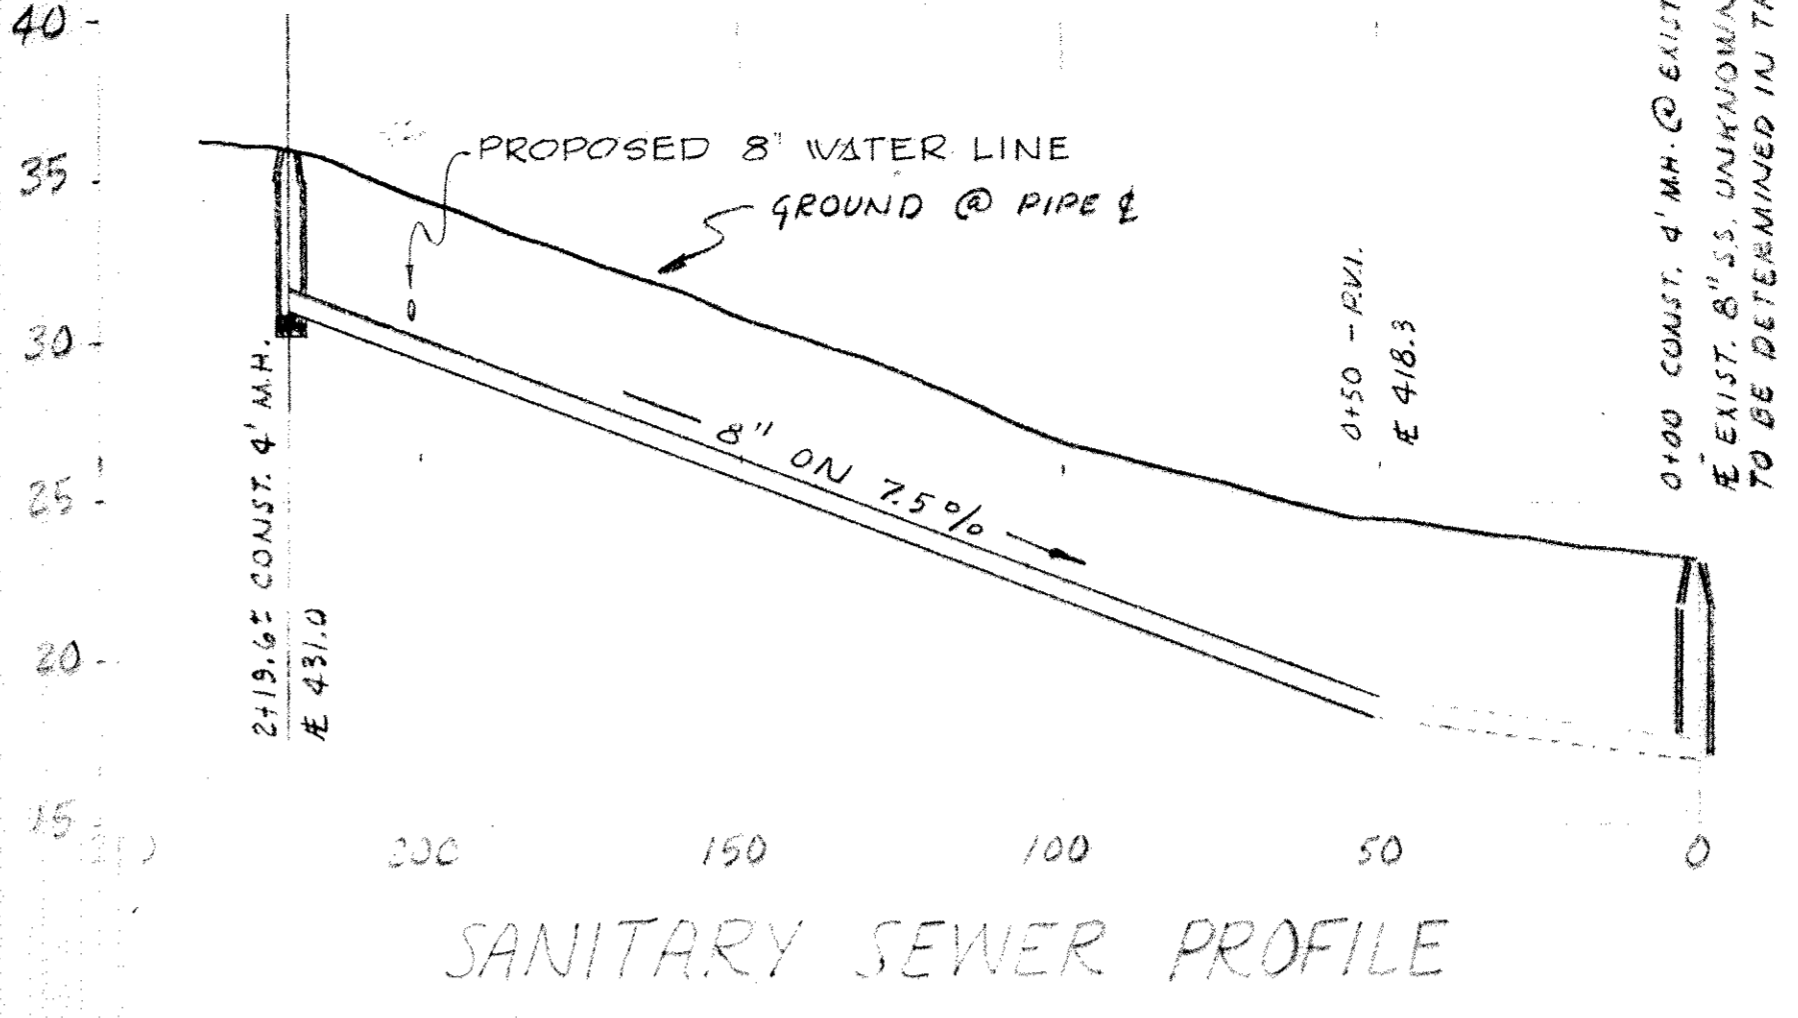 40
35
30
25
20
15
PROPOSED 8" WATER LINE
GROUND @ PIPE ℄
8" ON 7.5%
2+19.6± CONST. 4' M.H.
Æ 431.0
0+50 - P.V.I.
Æ 418.3
0+00 CONST. 4' M.H. @ EXIST
Æ EXIST. 8" S.S. UNKNOWN
TO BE DETERMINED IN
200 150 100 50 0
SANITARY SEWER PROFILE